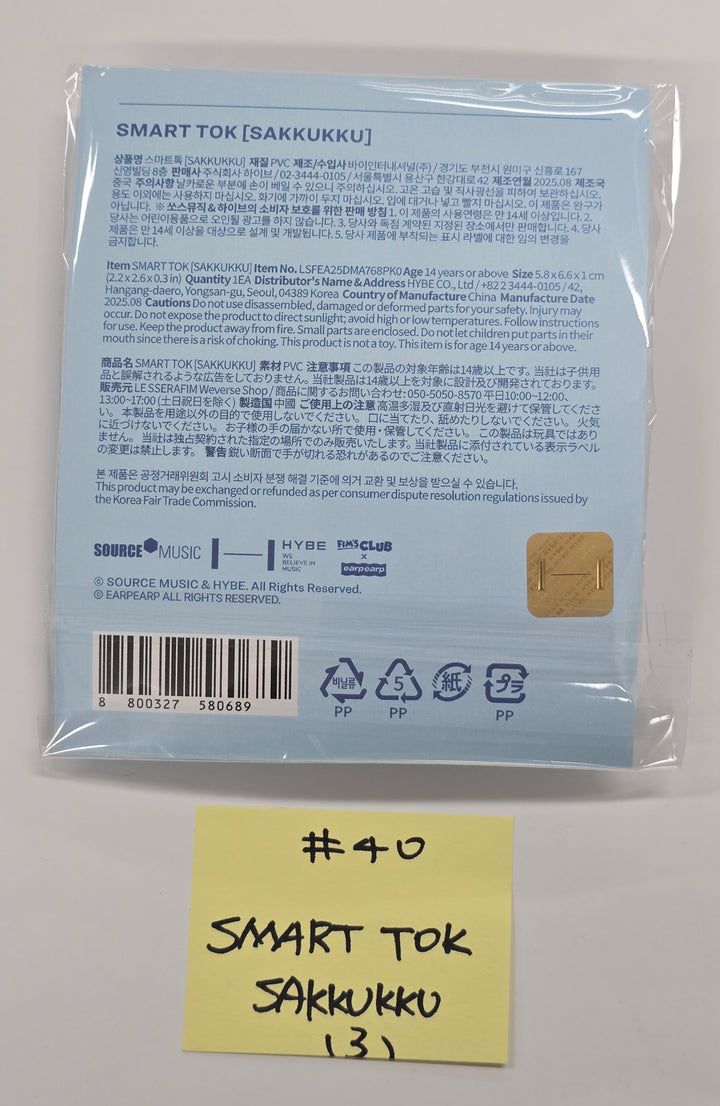 SMART TOK [SAKKUKKU]
상품명 스마트톡 [SAKKUKKU] 재질 PVC 제조/수입사 바이인터내셔널(주) / 경기도 부천시 원미구 신흥로 167
신영빌딩 8층 판매사 주식회사 하이브 / 02-3444-0105 / 서울특별시 용산구 한강대로 42 제조연월 2025.08 제조국
중국 주의사항 날카로운 부분에 손이 베일 수 있으니 주의하십시오. 고온 고습 및 직사광선을 피하여 보관하십시오.
용도 이외에는 사용하지 마십시오. 화기에 가까이 두지 마십시오. 입에 대거나 넣고 빨지 마십시오. 이 제품은 완구가
아닙니다. ※ 쏘스뮤직 & 하이브의 소비자 보호를 위한 판매 방침 1. 이 제품의 사용연령은 만 14세 이상입니다. 2.
당사는 어린이용품으로 오인될 광고를 하지 않습니다. 3. 당사와 독점 계약된 지정된 장소에서만 판매합니다. 4. 당사
제품은 만 14세 이상을 대상으로 설계 및 개발됩니다. 5. 당사 제품에 부착되는 표시 라벨에 대한 임의 변경을
금지합니다.
Item SMART TOK [SAKKUKKU] Item No. LSFEA25DMA768PK0 Age 14 years or above Size 5.8 x 6.6 x 1 cm
(2.2 x 2.6 x 0.3 in) Quantity 1EA Distributor's Name & Address HYBE CO., Ltd / +82 2 3444-0105 / 42,
Hangang-daero, Yongsan-gu, Seoul, 04389 Korea Country of Manufacture China Manufacture Date
2025.08 Cautions Do not use disassembled, damaged or deformed parts for your safety. Injury may
occur. Do not expose the product to direct sunlight; avoid high or low temperatures. Follow instructions
for use. Keep the product away from fire. Small parts are enclosed. Do not let children put parts in their
mouth since there is a risk of choking. This product is not a toy. This item is for age 14 years or above.
商品名 SMART TOK [SAKKUKKU] 素材 PVC 注意事項 この製品の対象年齢は14歳以上です。当社は子供用
品と誤解されるような広告をしておりません。当社製品は14歳以上を対象に設計及び開発されております。
販売元 LE SSERAFIM Weverse Shop / 商品に関するお問い合わせ: 050-5050-8570 平日10:00~12:00、
13:00~17:00 (土日祝日を除く) 製造国 中國 ご使用上の注意 高温多湿及び直射日光を避けて保管してくださ
い。本製品を用途以外の目的で使用しないでください。口に当てたり、舐めたりしないでください。火気
に近づけないでください。お子様の手の届かない所で使用・保管してください。この製品は玩具ではあり
ません。当社は独占契約された指定の場所でのみ販売いたします。当社製品に添付されている表示ラベル
の変更は禁止します。 警告 鋭い断面で手が切れる恐れがあるのでご注意ください。
본 제품은 공정거래위원회 고시 소비자 분쟁 해결 기준에 의거 교환 및 보상을 받으실 수 있습니다.
This product may be exchanged or refunded as per consumer dispute resolution regulations issued by
the Korea Fair Trade Commission.
SOURCE MUSIC HYBE WE BELIEVE IN MUSIC FIM'S CLUB × earpearp
© SOURCE MUSIC & HYBE. All Rights Reserved.
© EARPEARP ALL RIGHTS RESERVED.
8 800327 580689
비닐류 PP 5 PP 紙 プラ PP
#40
SMART TOK
SAKKUKKU
(3)